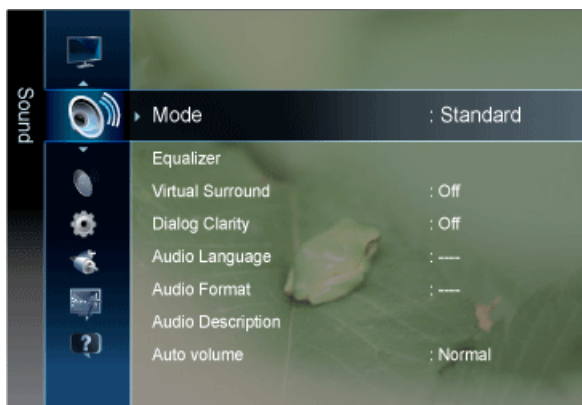 Sound
Mode : Standard
Equalizer
Virtual Surround : Off
Dialog Clarity : Off
Audio Language : ----
Audio Format : ----
Audio Description
Auto volume : Normal
?